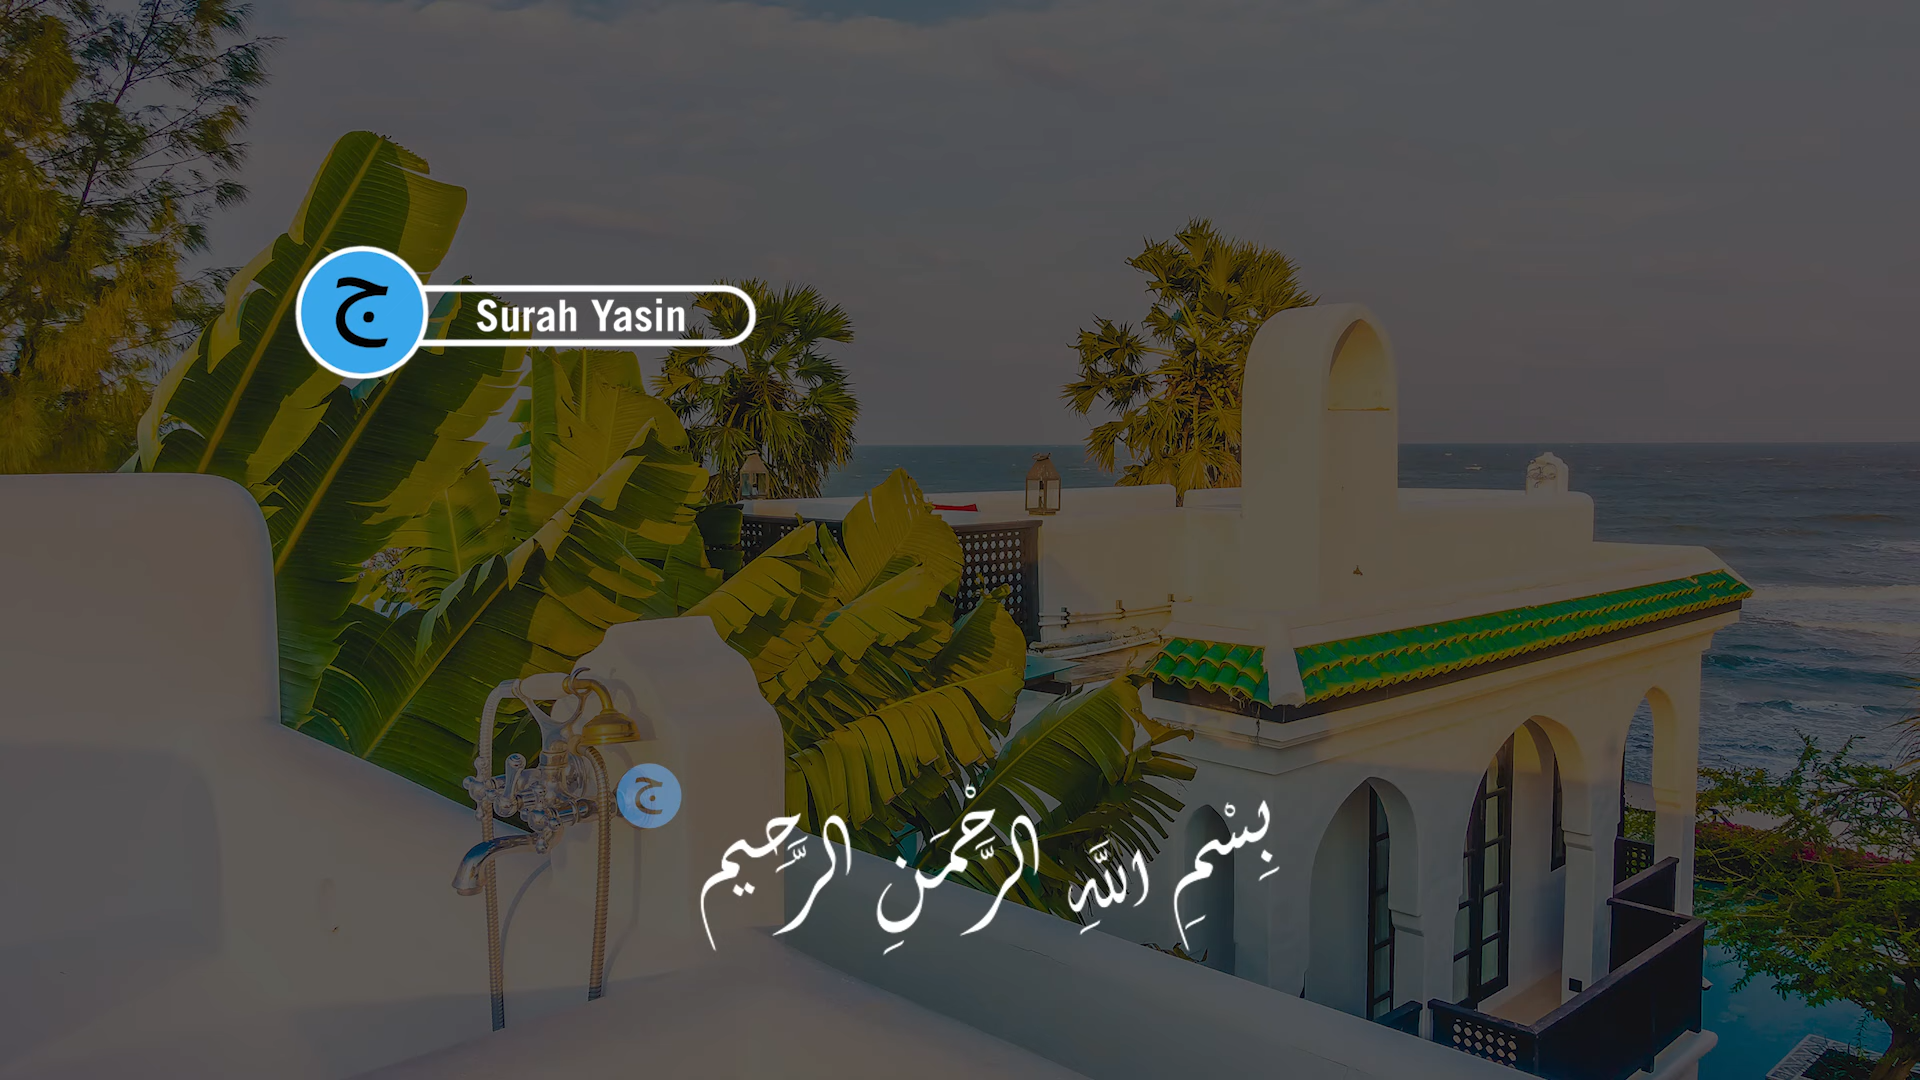 ج
Surah Yasin
ج
بِسْمِ اللَّهِ الرَّحْمَنِ الرَّحِيم